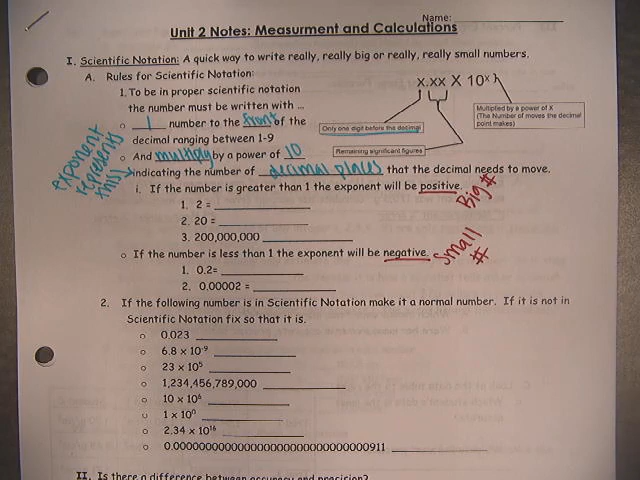 Name:
Unit 2 Notes: Measurment and Calculations
I. Scientific Notation: A quick way to write really, really big or really, really small numbers.
A. Rules for Scientific Notation:
1. To be in proper scientific notation
the number must be written with ...
o 1 number to the front of the
decimal ranging between 1-9
o And multiply by a power of 10
indicating the number of decimal places that the decimal needs to move.
exponent
represents
this
X.XX X 10^x
Only one digit before the decimal
Remaining significant figures
Multiplied by a power of X
(The Number of moves the decimal
point makes)
i. If the number is greater than 1 the exponent will be positive. Big #
1. 2 =
2. 20 =
3. 200,000,000
o If the number is less than 1 the exponent will be negative. Small #
1. 0.2=
2. 0.00002 =
2. If the following number is in Scientific Notation make it a normal number. If it is not in
Scientific Notation fix so that it is.
o 0.023
o 6.8 x 10^-9
o 23 x 10^5
o 1,234,456,789,000
o 10 x 10^6
o 1 x 10^0
o 2.34 x 10^16
II. Is there a difference between accuracy and precision?